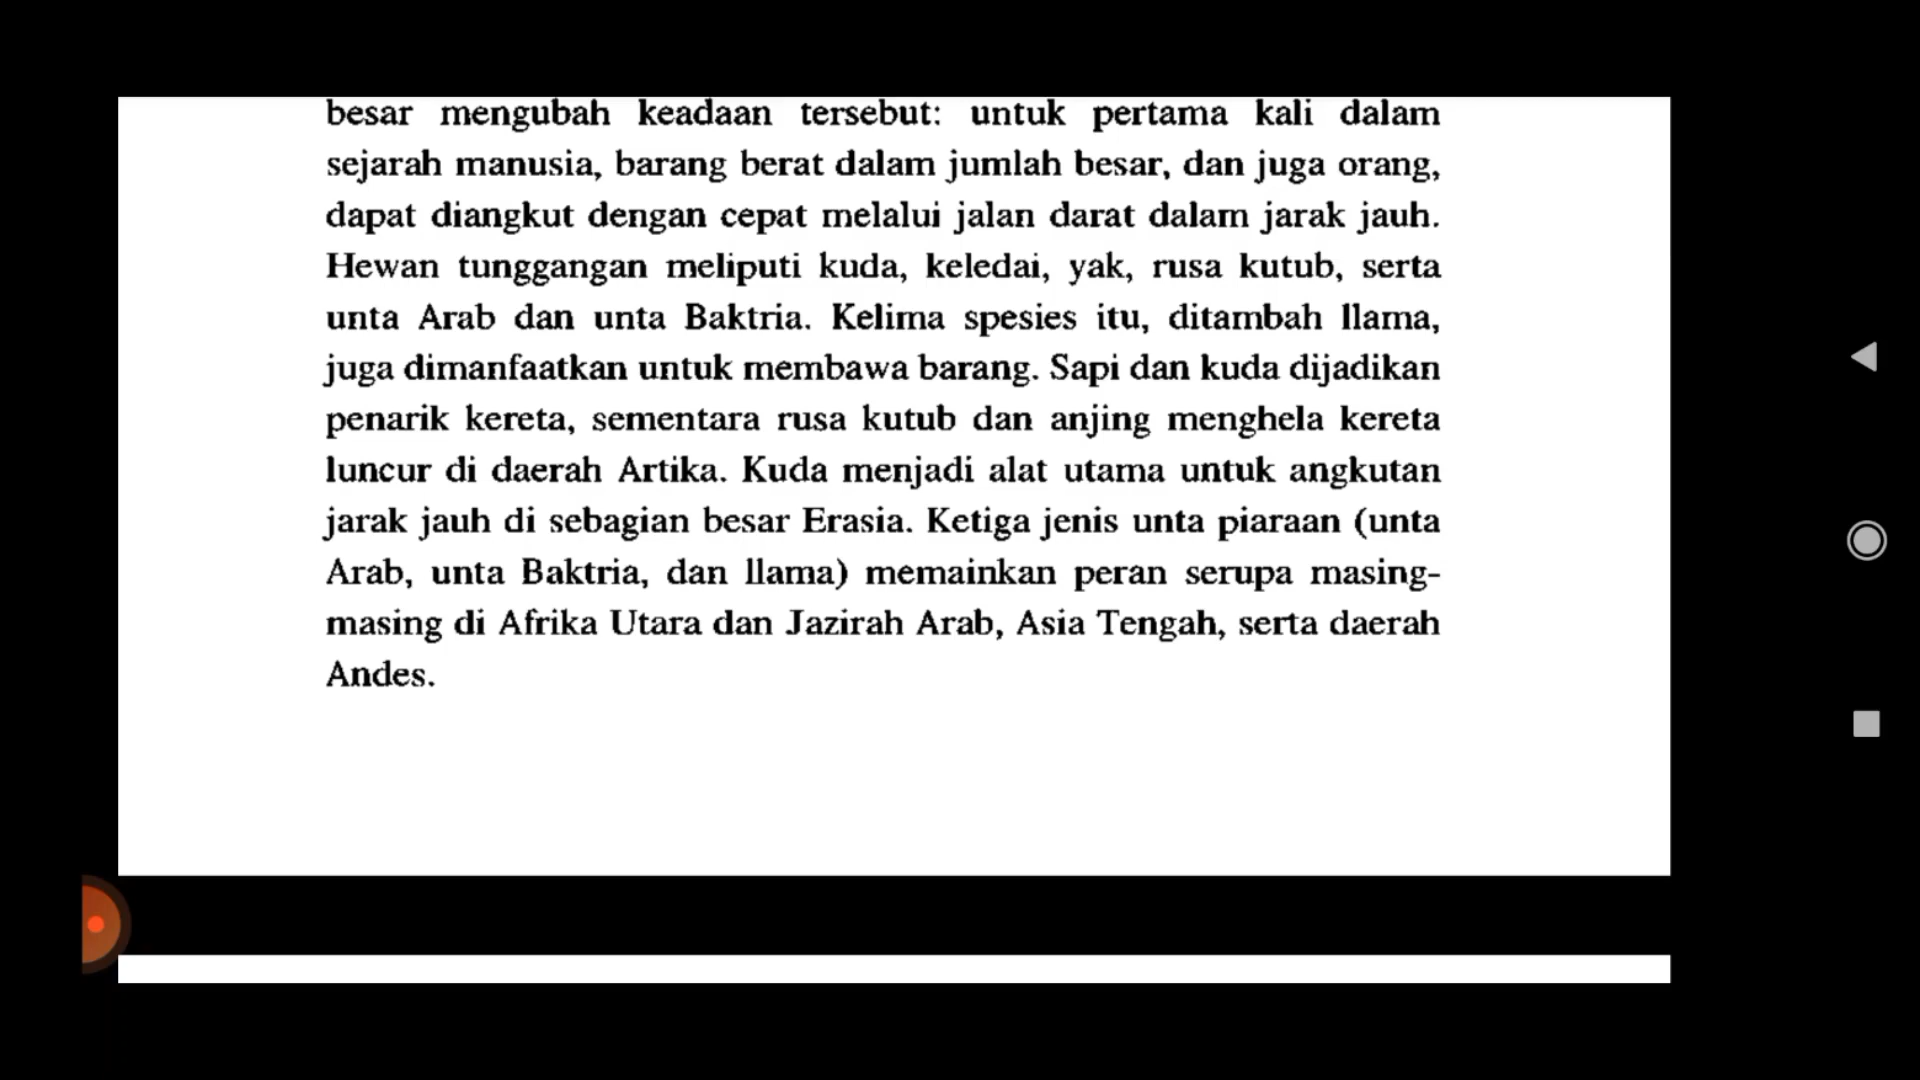 besar mengubah keadaan tersebut: untuk pertama kali dalam
sejarah manusia, barang berat dalam jumlah besar, dan juga orang,
dapat diangkut dengan cepat melalui jalan darat dalam jarak jauh.
Hewan tunggangan meliputi kuda, keledai, yak, rusa kutub, serta
unta Arab dan unta Baktria. Kelima spesies itu, ditambah llama,
juga dimanfaatkan untuk membawa barang. Sapi dan kuda dijadikan
penarik kereta, sementara rusa kutub dan anjing menghela kereta
luncur di daerah Artika. Kuda menjadi alat utama untuk angkutan
jarak jauh di sebagian besar Erasia. Ketiga jenis unta piaraan (unta
Arab, unta Baktria, dan llama) memainkan peran serupa masing-
masing di Afrika Utara dan Jazirah Arab, Asia Tengah, serta daerah
Andes.